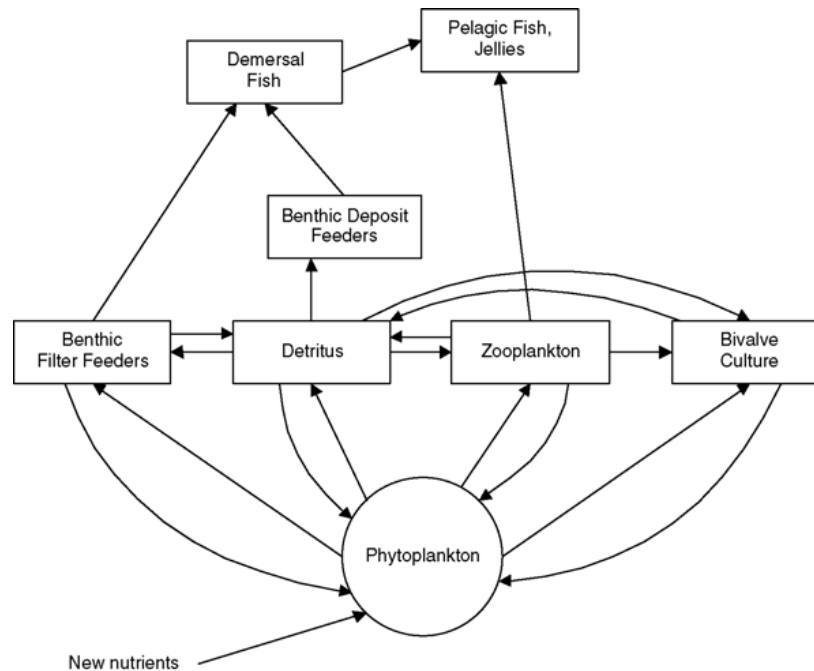 Pelagic Fish,
Jellies
Demersal
Fish
Benthic Deposit
Feeders
Benthic
Filter Feeders
Detritus
Zooplankton
Bivalve
Culture
Phytoplankton
New nutrients